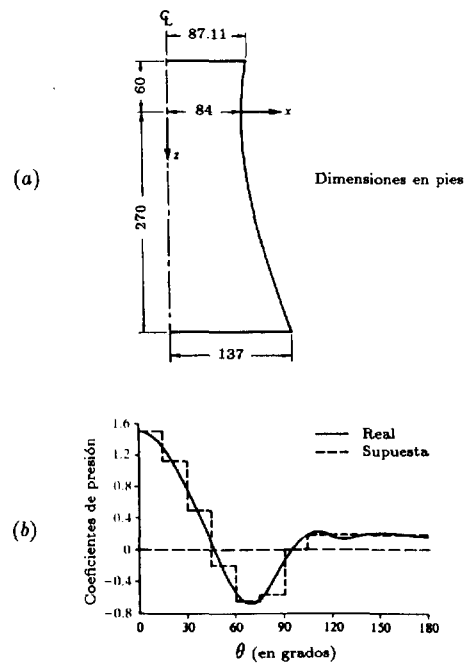 ℄
87.11
60
84
x
z
(a)
Dimensiones en pies
270
137
1.6
1.2
0.8
0.4
0
−0.4
−0.8
Coeficientes de presión
Real
Supuesta
(b)
0 30 60 90 120 150 180
θ (en grados)